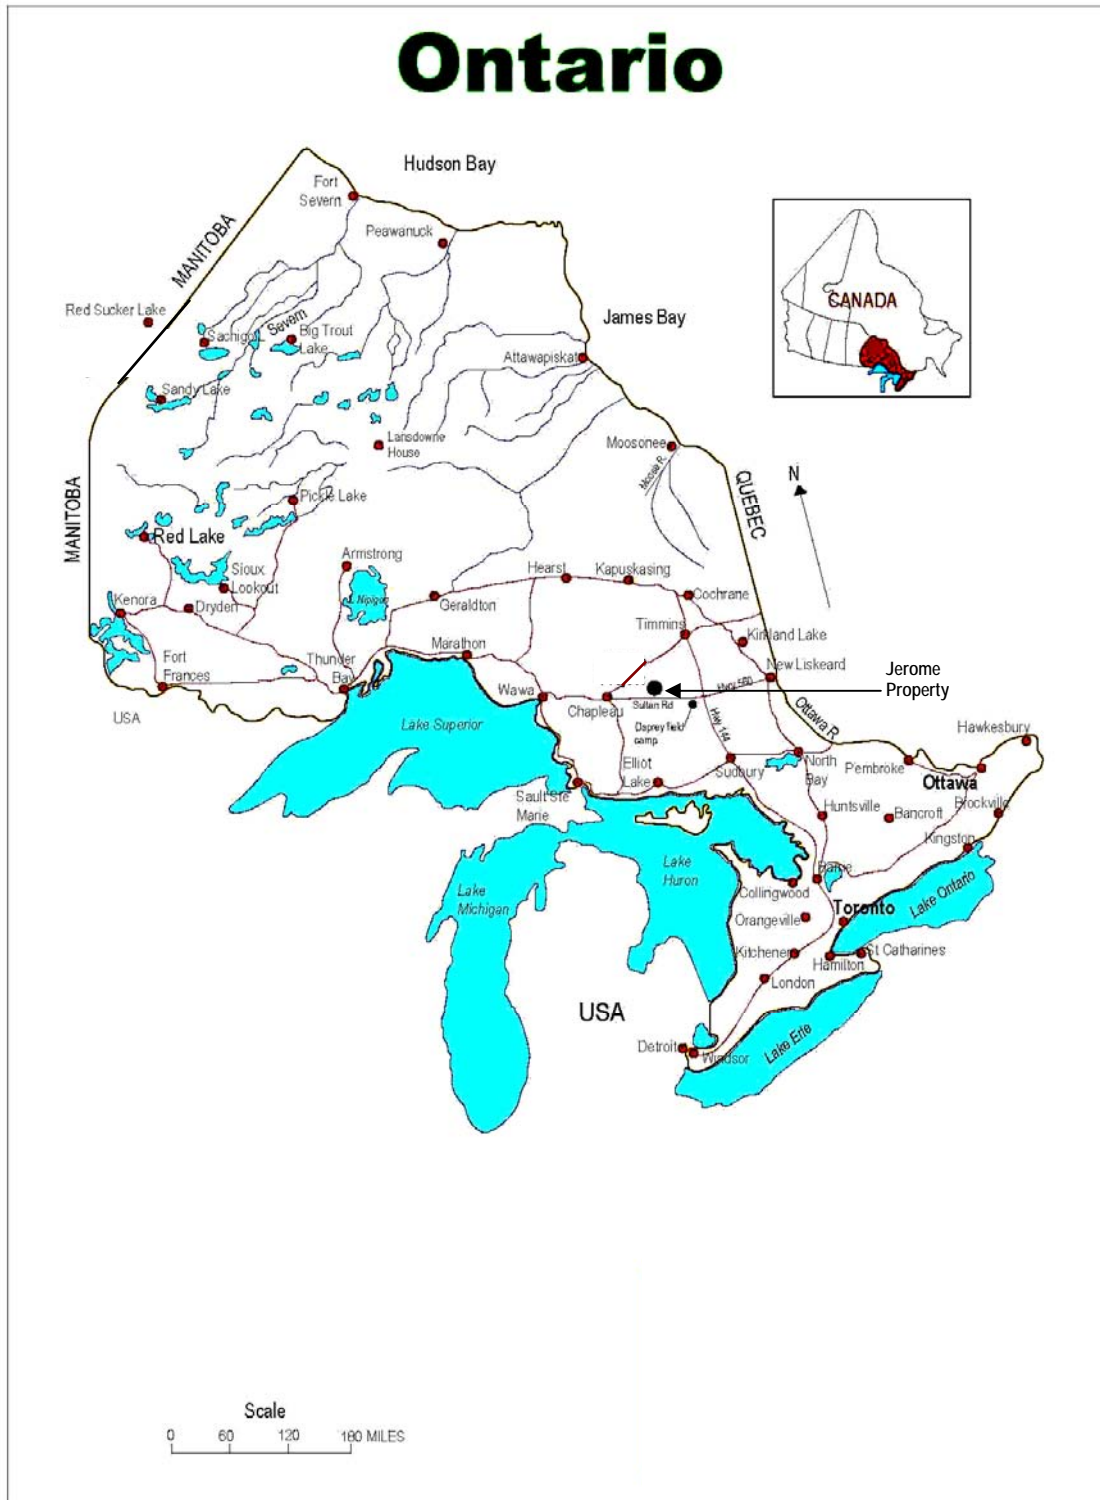 Ontario
Hudson Bay
Fort
Severn
Peawanuck
MANITOBA
Red Sucker Lake
Sachigo L
Severn
Big Trout
Lake
James Bay
CANADA
Attawapiskat
Sandy Lake
Lansdowne
House
Moosonee
Moose R.
N
QUEBEC
MANITOBA
Pickle Lake
Red Lake
Armstrong
Sioux
Lookout
L. Nipigon
Hearst
Kapuskasing
Geraldton
Cochrane
Kenora
Dryden
Timmins
Kirkland Lake
Marathon
Fort
Frances
Thunder
Bay
New Liskeard
Jerome
Property
Wawa
Chapleau
Sultan Rd
Hwy 560
Hwy 144
Osprey field
camp
Ottawa R
USA
Lake Superior
Hawkesbury
Elliot
Lake
Sudbury
North
Bay
Pembroke
Ottawa
Sault Ste
Marie
Huntsville
Bancroft
Brockville
Kingston
Lake
Huron
Barrie
Collingwood
Lake
Michigan
Orangeville
Toronto
Lake Ontario
Kitchener
Hamilton
St Catharines
London
USA
Detroit
Windsor
Lake Erie
Scale
0 60 120 180 MILES